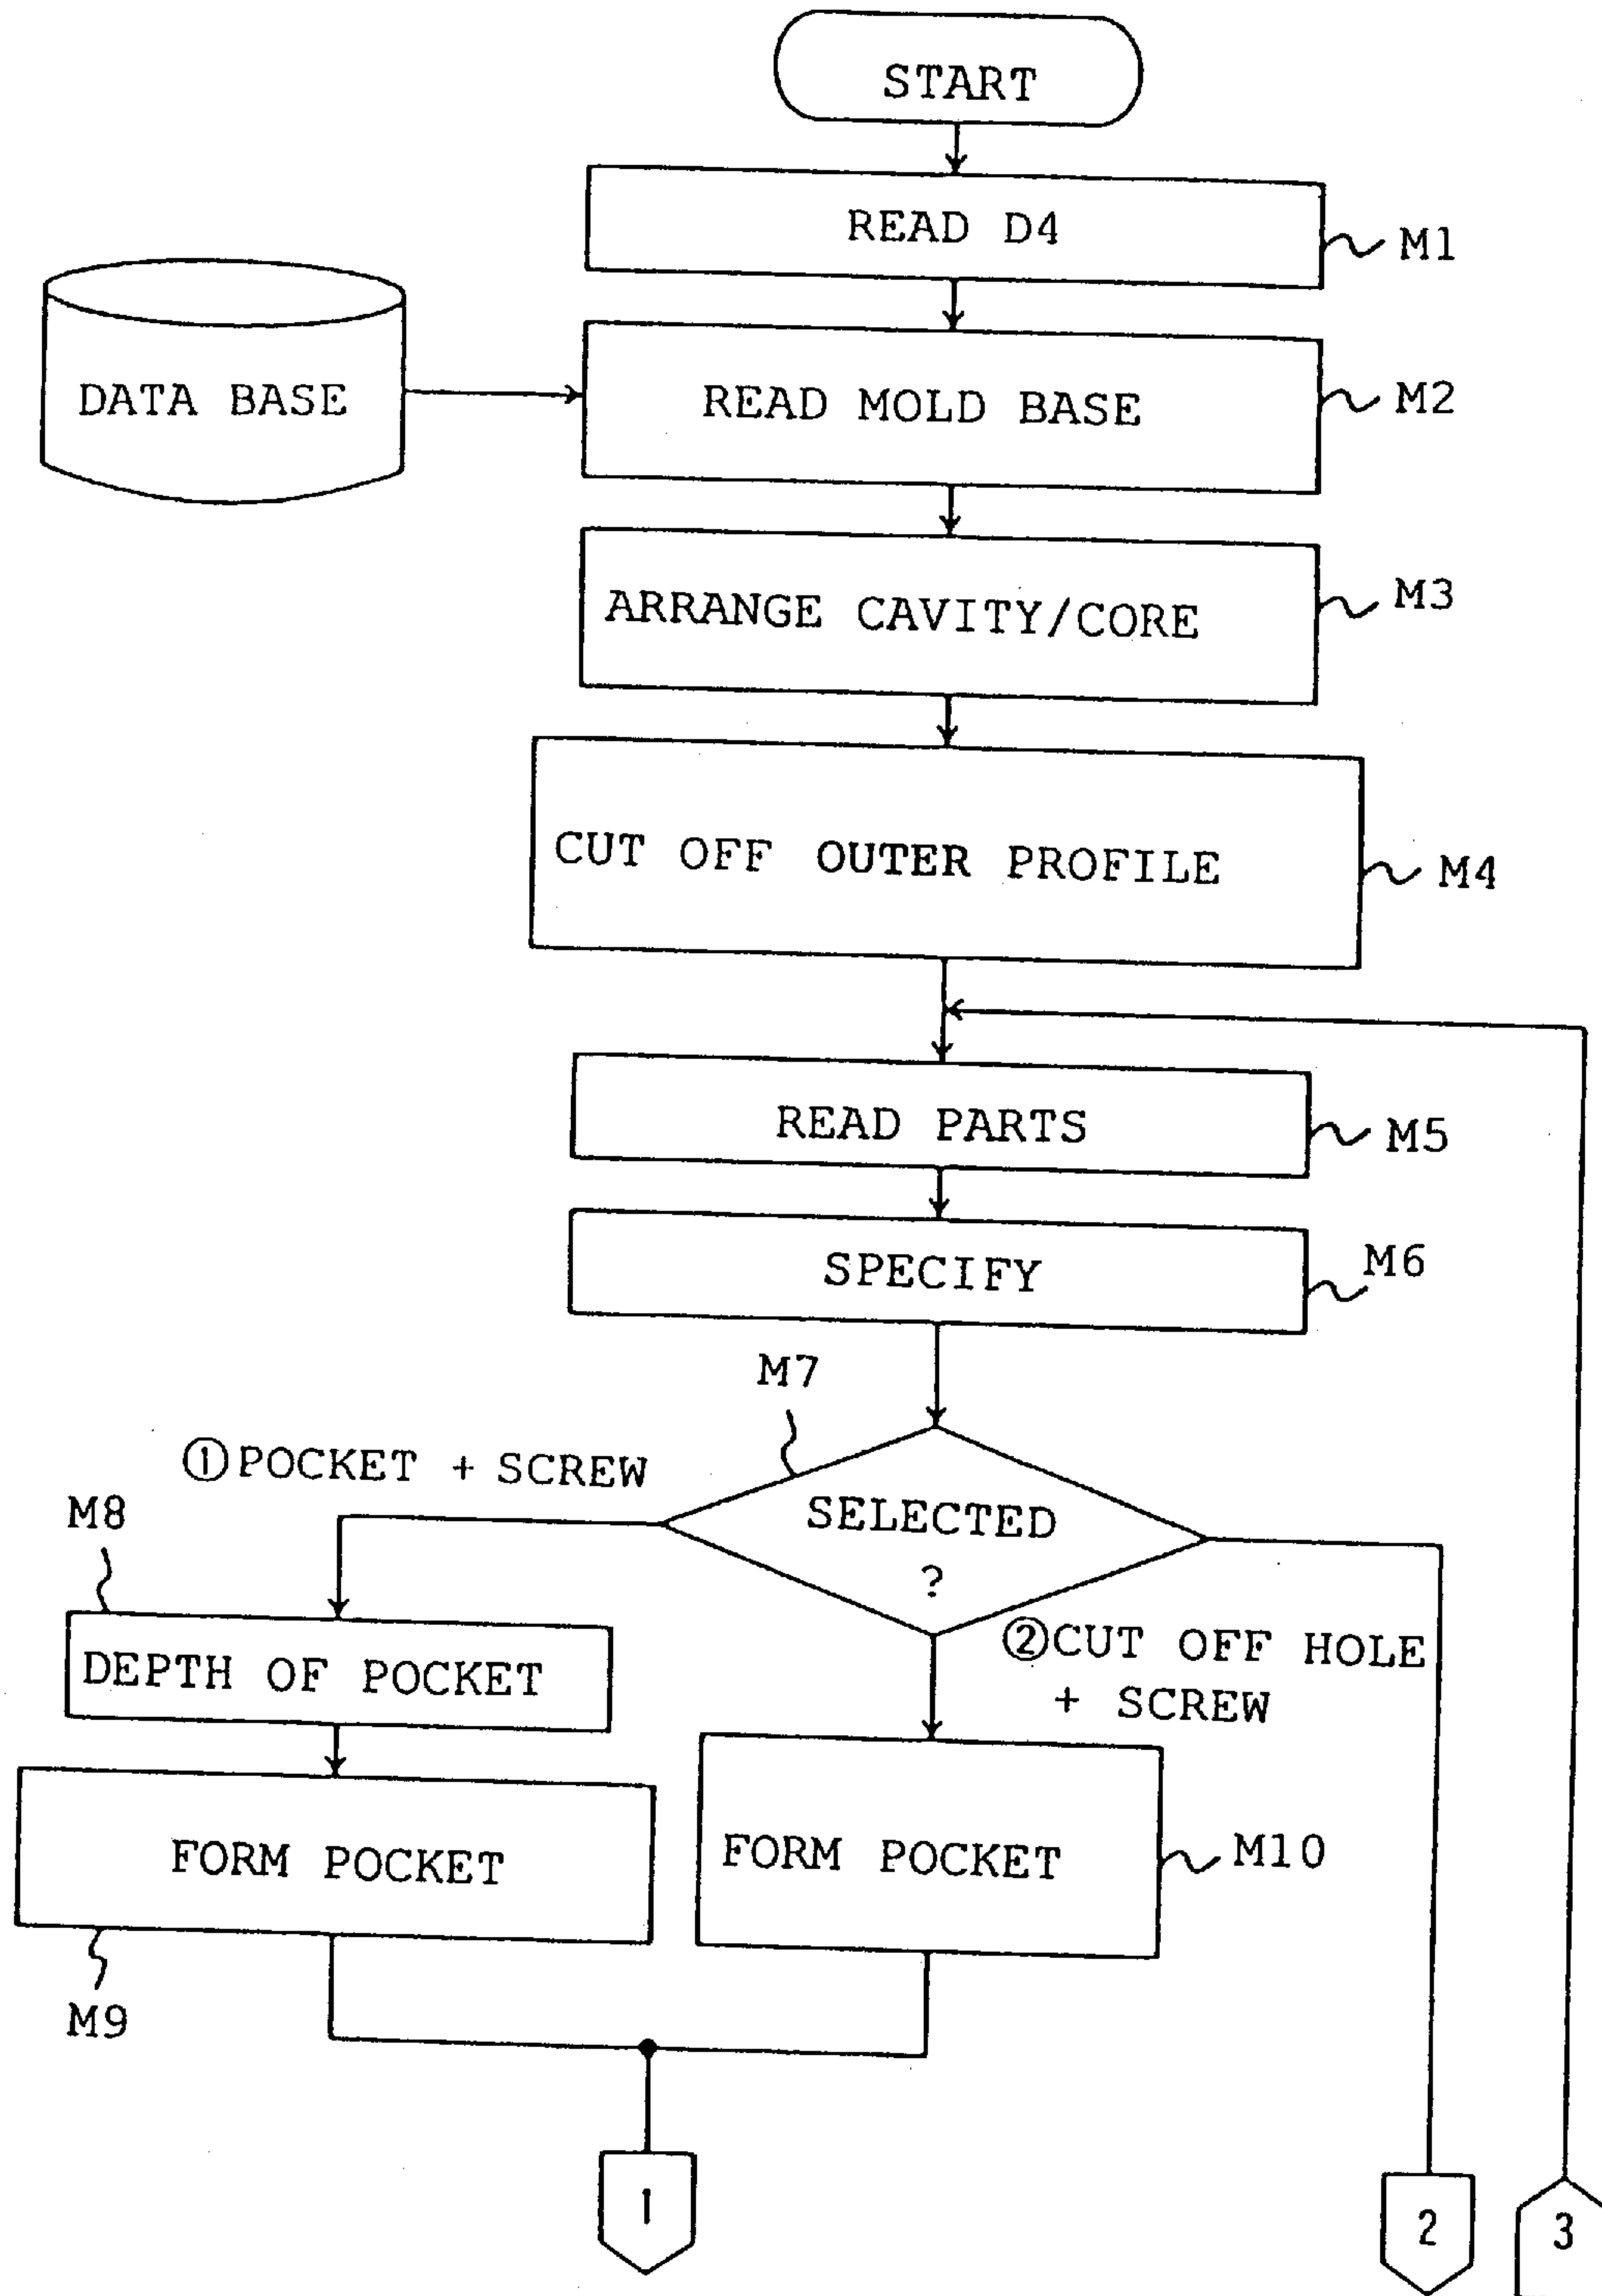 START
READ D4
M1
DATA BASE
READ MOLD BASE
M2
ARRANGE CAVITY/CORE
M3
CUT OFF OUTER PROFILE
M4
READ PARTS
M5
SPECIFY
M6
M7
①POCKET + SCREW
SELECTED
?
M8
②CUT OFF HOLE
+ SCREW
DEPTH OF POCKET
FORM POCKET
M9
FORM POCKET
M10
1
2
3